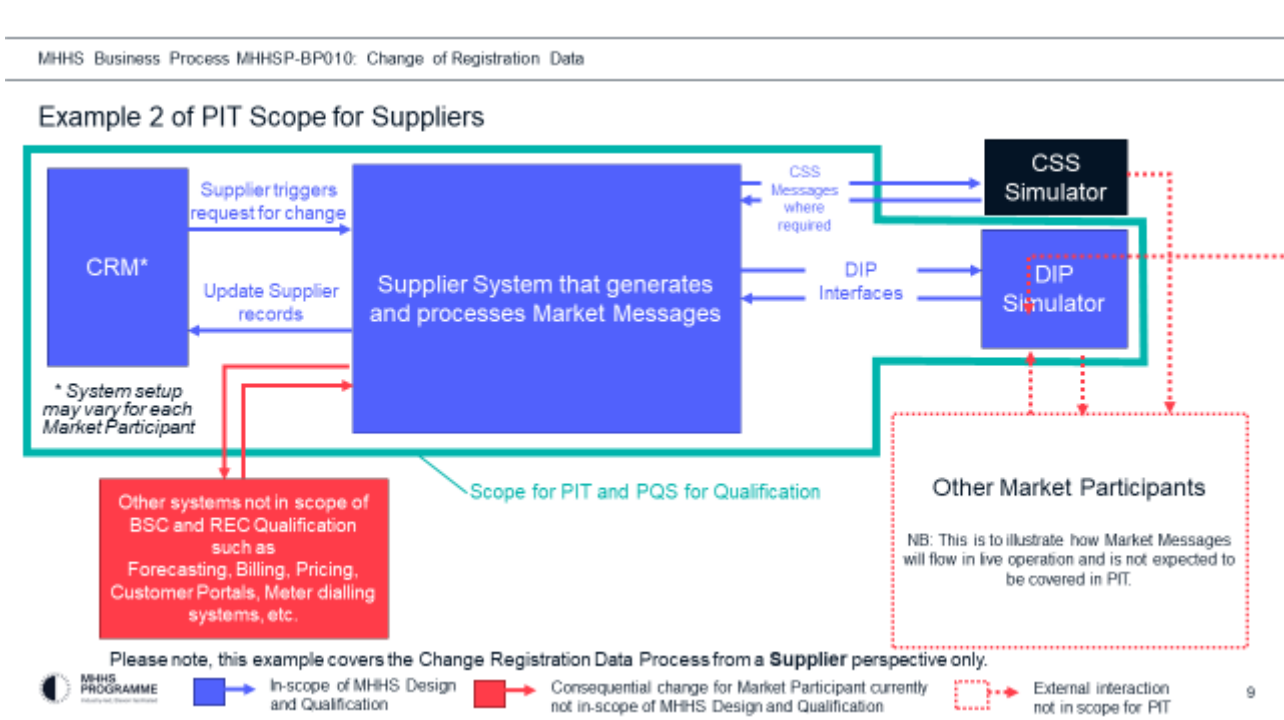 MHHS Business Process MHHSP-BP010: Change of Registration Data
Example 2 of PIT Scope for Suppliers
CRM*
Supplier triggers
request for change
Update Supplier
records
* System setup
may vary for each
Market Participant
Supplier System that generates
and processes Market Messages
CSS
Messages
where
required
DIP
Interfaces
CSS
Simulator
DIP
Simulator
Scope for PIT and PQS for Qualification
Other systems not in scope of
BSC and REC Qualification
such as
Forecasting, Billing, Pricing,
Customer Portals, Meter dialling
systems, etc.
Other Market Participants
NB: This is to illustrate how Market Messages
will flow in live operation and is not expected to
be covered in PIT.
Please note, this example covers the Change Registration Data Process from a Supplier perspective only.
MHHS
PROGRAMME
In-scope of MHHS Design
and Qualification
Consequential change for Market Participant currently
not in-scope of MHHS Design and Qualification
External interaction
not in scope for PIT
9